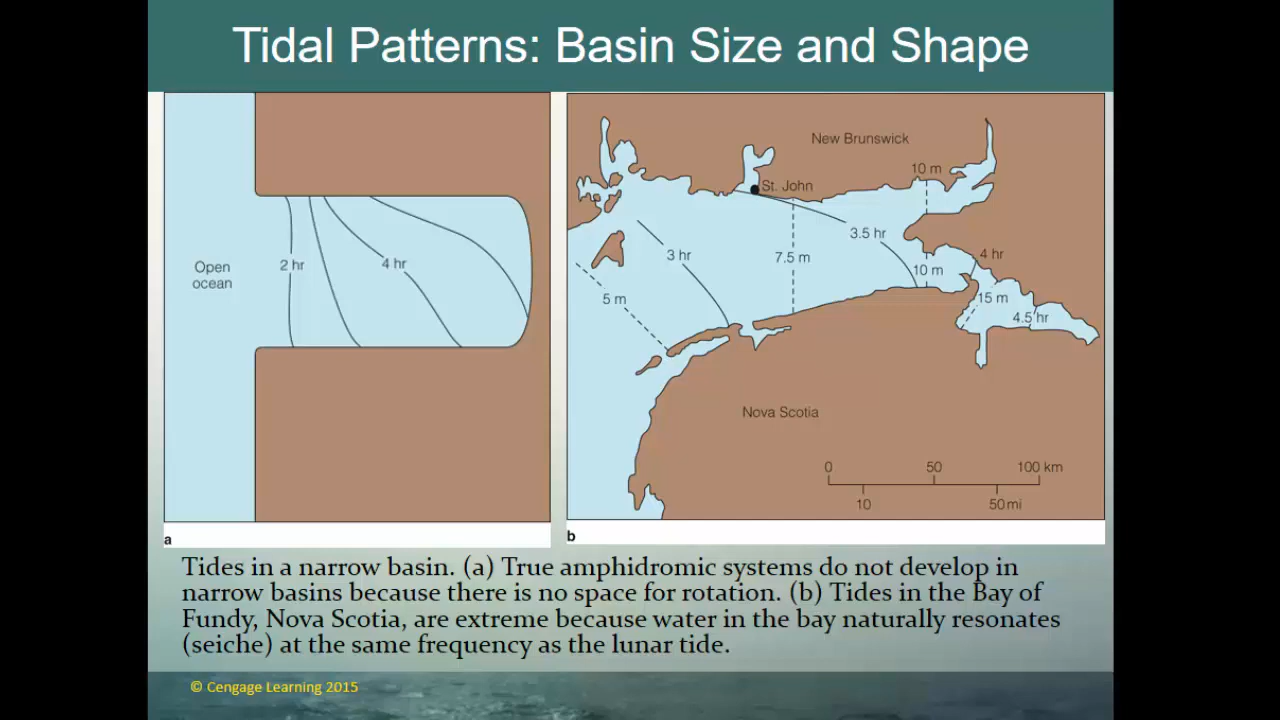 Tidal Patterns: Basin Size and Shape
Open
ocean
2 hr
4 hr
a
New Brunswick
10 m
St. John
3.5 hr
3 hr
7.5 m
4 hr
10 m
5 m
15 m
4.5 hr
Nova Scotia
0 50 100 km
10 50 mi
b
Tides in a narrow basin. (a) True amphidromic systems do not develop in
narrow basins because there is no space for rotation. (b) Tides in the Bay of
Fundy, Nova Scotia, are extreme because water in the bay naturally resonates
(seiche) at the same frequency as the lunar tide.
© Cengage Learning 2015